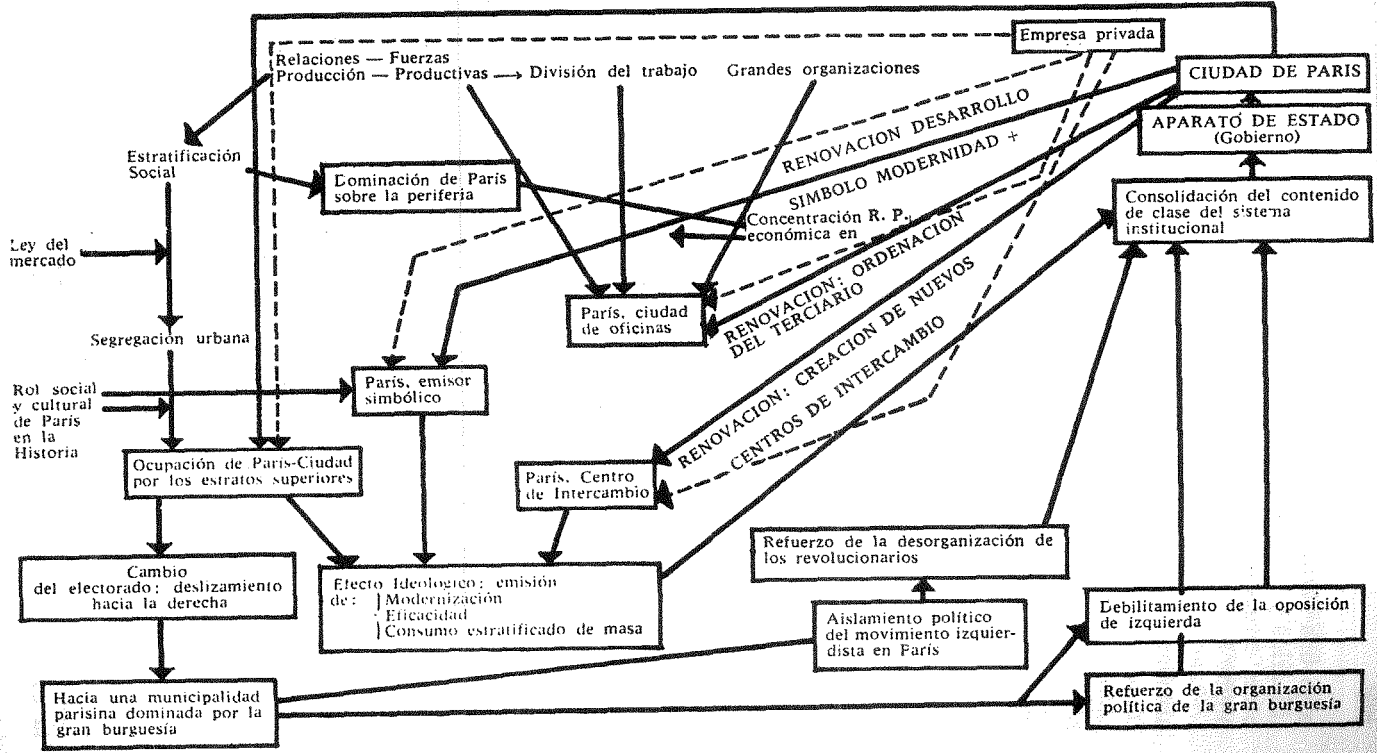 Empresa privada
Relaciones — Fuerzas
Producción — Productivas → División del trabajo
Grandes organizaciones
CIUDAD DE PARIS
APARATO DE ESTADO
(Gobierno)
Estratificación
Social
Dominación de París
sobre la periferia
RENOVACION DESARROLLO
SIMBOLO MODERNIDAD +
Consolidación del contenido
de clase del sistema
institucional
Concentración R. P.,
económica en
Ley del
mercado
París, ciudad
de oficinas
RENOVACION: ORDENACION
DEL TERCIARIO
RENOVACION: CREACION DE NUEVOS
CENTROS DE INTERCAMBIO
Segregación urbana
Rol social
y cultural
de París
en la
Historia
París, emisor
simbólico
Ocupación de París-Ciudad
por los estratos superiores
París, Centro
de Intercambio
Cambio
del electorado: deslizamiento
hacia la derecha
Efecto Ideológico: emisión
de: Modernización
Eficacidad
Consumo estratificado de masa
Refuerzo de la desorganización de
los revolucionarios
Aislamiento político
del movimiento izquier-
dista en París
Debilitamiento de la oposición
de izquierda
Hacia una municipalidad
parisina dominada por la
gran burguesía
Refuerzo de la organización
política de la gran burguesía